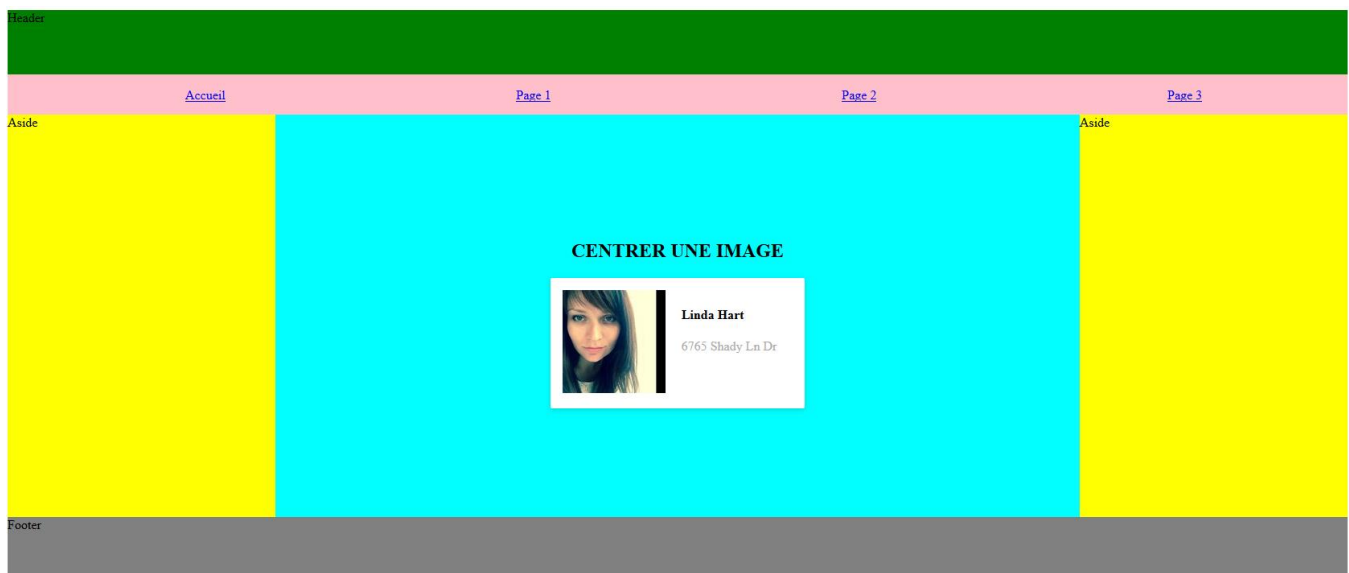 Header
Accueil Page 1 Page 2 Page 3
Aside
Aside
CENTRER UNE IMAGE
Linda Hart
6765 Shady Ln Dr
Footer